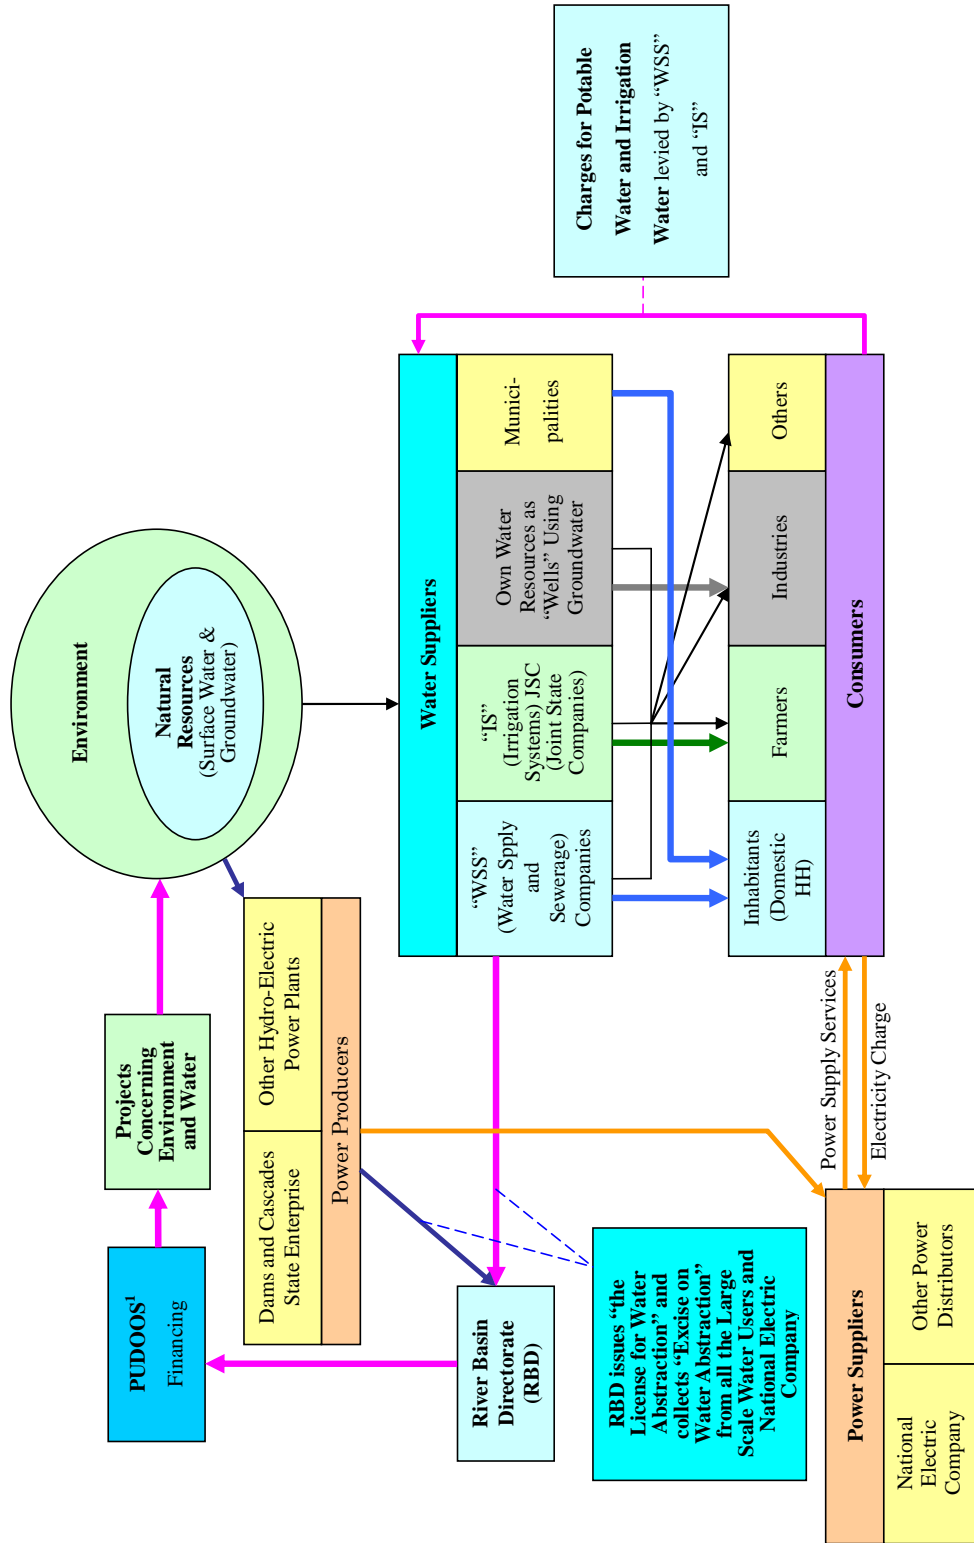 PUDOOS¹
Financing
Projects
Concerning
Environment
and Water
Environment
Natural
Resources
(Surface Water &
Groundwater)
Dams and Cascades
State Enterprise
Other Hydro-Electric
Power Plants
Power Producers
River Basin
Directorate
(RBD)
Water Suppliers
“WSS”
(Water Spply
and
Sewerage)
Companies
“IS”
(Irrigation
Systems) JSC
(Joint State
Companies)
Own Water
Resources as
“Wells” Using
Groundwater
Munici-
palities
Charges for Potable
Water and Irrigation
Water levied by “WSS”
and “IS”
RBD issues “the
License for Water
Abstraction” and
collects “Excise on
Water Abstraction”
from all the Large
Scale Water Users and
National Electric
Company
Inhabitants
(Domestic
HH)
Farmers
Industries
Others
Consumers
Power Supply Services
Electricity Charge
Power Suppliers
National
Electric
Company
Other Power
Distributors